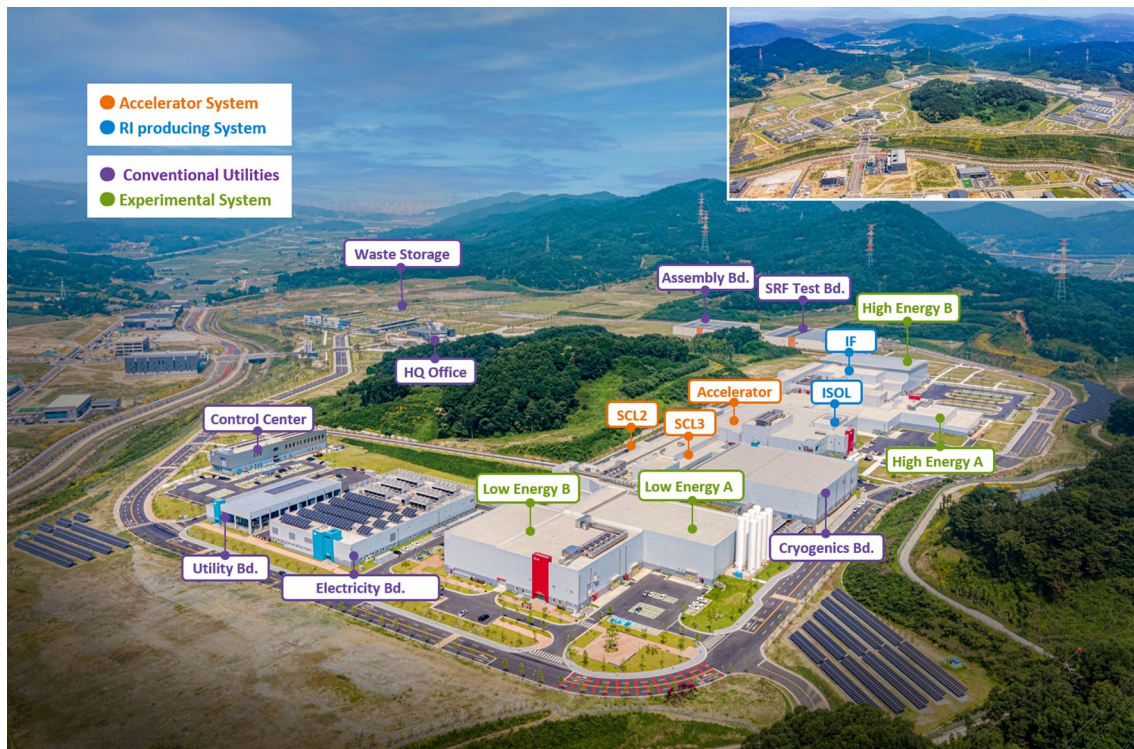 Accelerator System
RI producing System
Conventional Utilities
Experimental System
Waste Storage
Assembly Bd.
SRF Test Bd.
High Energy B
IF
HQ Office
Accelerator
ISOL
Control Center
SCL2
SCL3
High Energy A
Low Energy B
Low Energy A
Cryogenics Bd.
Utility Bd.
Electricity Bd.